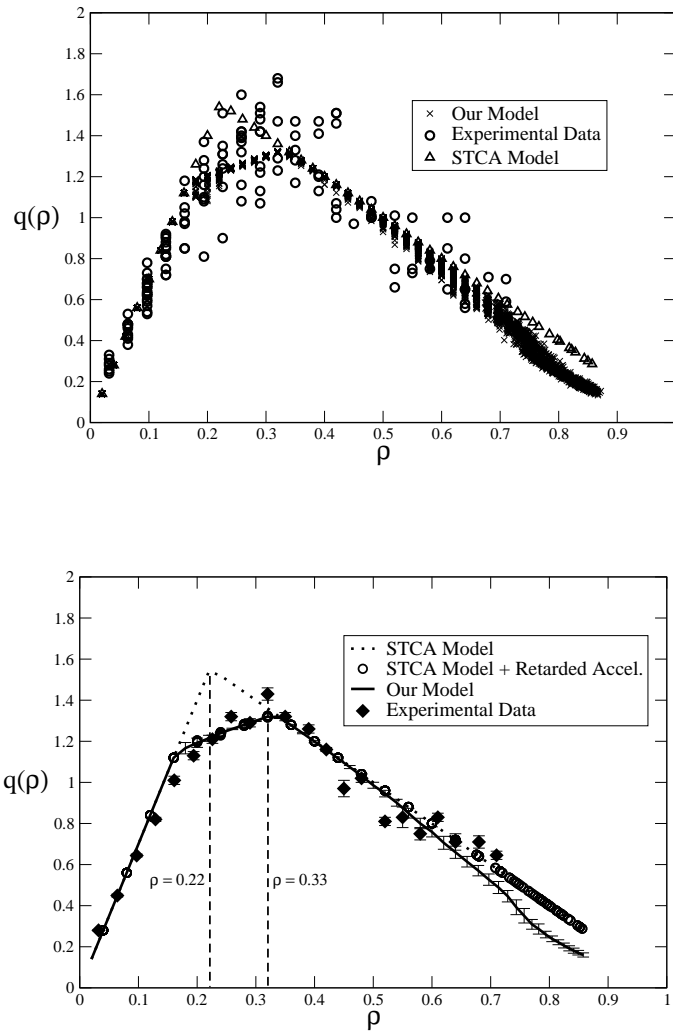 2
1.8
1.6
1.4
1.2
1
0.8
0.6
0.4
0.2
0
q(ρ)
× Our Model
Experimental Data
STCA Model
0 0.1 0.2 0.3 0.4 0.5 0.6 0.7 0.8 0.9
ρ
2
1.8
1.6
1.4
1.2
1
0.8
0.6
0.4
0.2
0
q(ρ)
STCA Model
STCA Model + Retarded Accel.
Our Model
Experimental Data
ρ = 0.22 ρ = 0.33
0 0.1 0.2 0.3 0.4 0.5 0.6 0.7 0.8 0.9 1
ρ